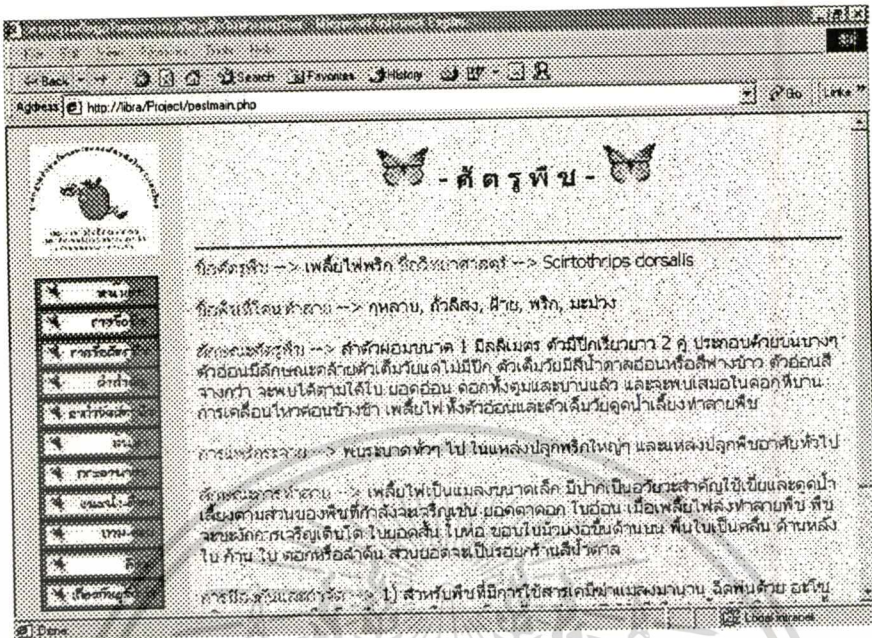 Microsoft Internet Explorer
File Edit View Favorites Tools Help
Back Search Favorites History
Address http://libra/Project/pestmain.php Go Links
- ศัตรูพืช -
ชื่อศัตรูพืช --> เพลี้ยไฟพริก ชื่อวิทยาศาสตร์ --> Scirtothrips dorsalis
ชื่อพืชที่โดนทำลาย --> กุหลาบ, ถั่วลิสง, ฝ้าย, พริก, มะม่วง
ลักษณะศัตรูพืช --> ลำตัวผอมขนาด 1 มิลลิเมตร ตัวมีปีกเรียวยาว 2 คู่ ประกอบด้วยขนบางๆ
ตัวอ่อนมีลักษณะคล้ายตัวเต็มวัยแต่ไม่มีปีก ตัวเต็มวัยมีสีน้ำตาลอ่อนหรือสีฟางข้าว ตัวอ่อนสี
จางกว่า จะพบได้ตามใต้ใบ ยอดอ่อน ดอกทั้งตูมและบานแล้ว และจะพบเสมอในดอกที่บาน
การเคลื่อนไหวค่อนข้างช้า เพลี้ยไฟ ทั้งตัวอ่อนและตัวเต็มวัยดูดน้ำเลี้ยงทำลายพืช
การแพร่กระจาย --> พบระบาดทั่วๆ ไป ในแหล่งปลูกพริกใหญ่ๆ และแหล่งปลูกพืชอาศัยทั่วไป
ลักษณะการทำลาย --> เพลี้ยไฟเป็นแมลงขนาดเล็ก มีปากเป็นอวัยวะสำคัญใช้เขี่ยและดูดน้ำ
เลี้ยงตามส่วนของพืชที่กำลังจะเจริญเช่น ยอดตาดอก ใบอ่อน เมื่อเพลี้ยไฟลงทำลายพืช พืช
จะชะงักการเจริญเติบโต ใบยอดสั้น ใบห่อ ขอบใบม้วนงอขึ้นด้านบน พื้นใบเป็นคลื่น ด้านหลัง
ใบ ก้าน ใบ ดอกหรือลำต้น ส่วนยอดจะเป็นรอยกร้านสีน้ำตาล
การป้องกันและกำจัด --> 1) สำหรับพืชที่มีการใช้สารเคมีฆ่าแมลงมานาน ฉีดพ่นด้วย
Done Local intranet